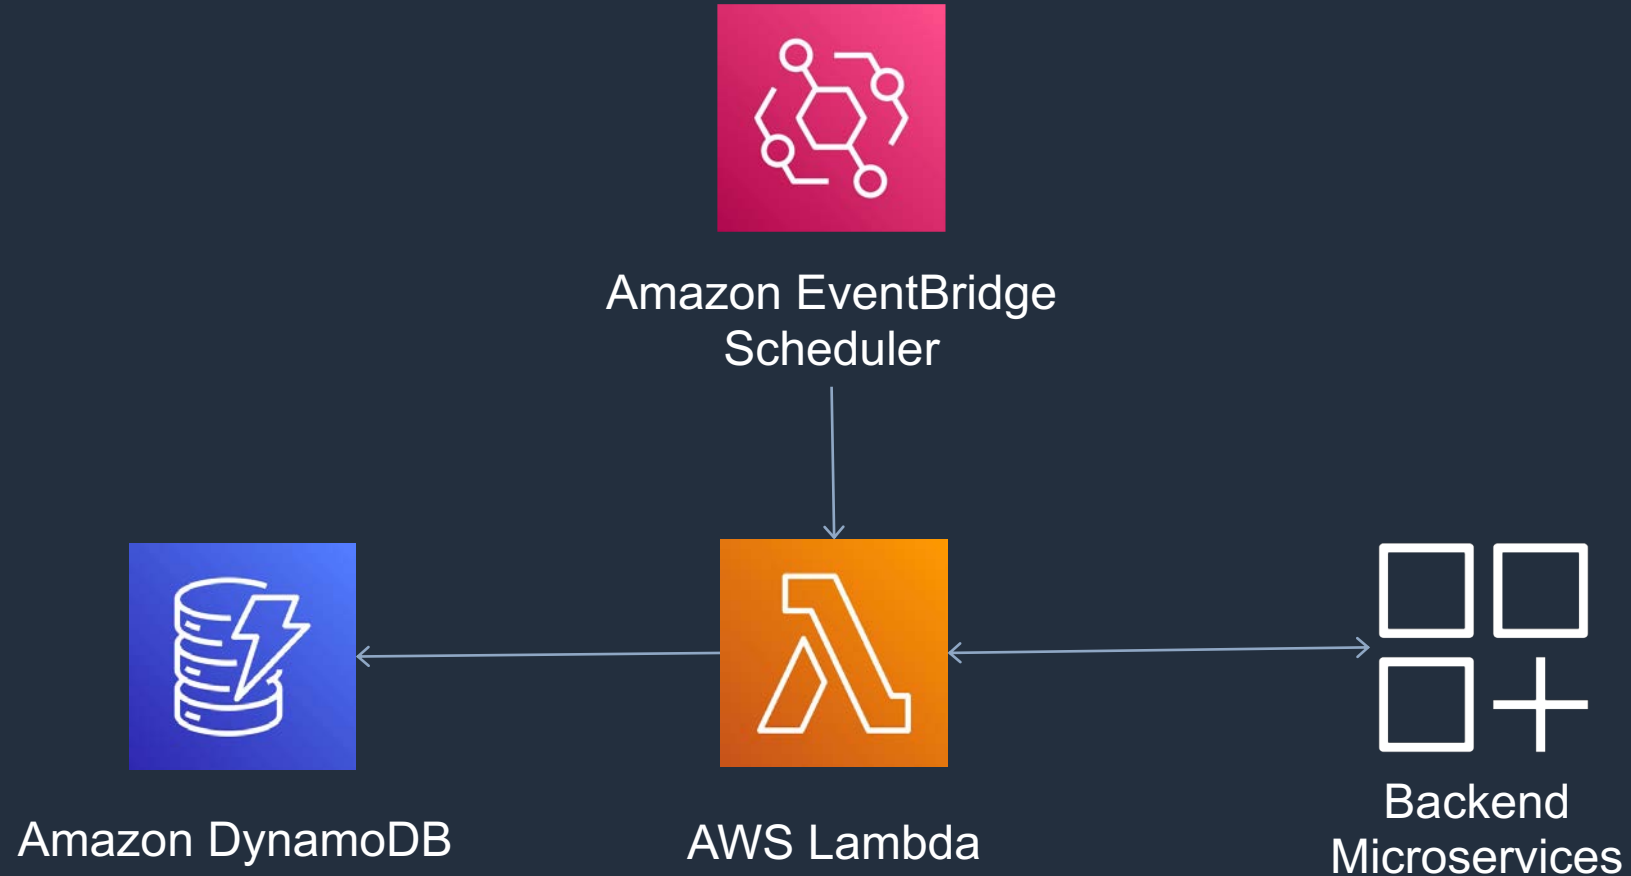 Amazon EventBridge
Scheduler
Amazon DynamoDB
AWS Lambda
Backend
Microservices